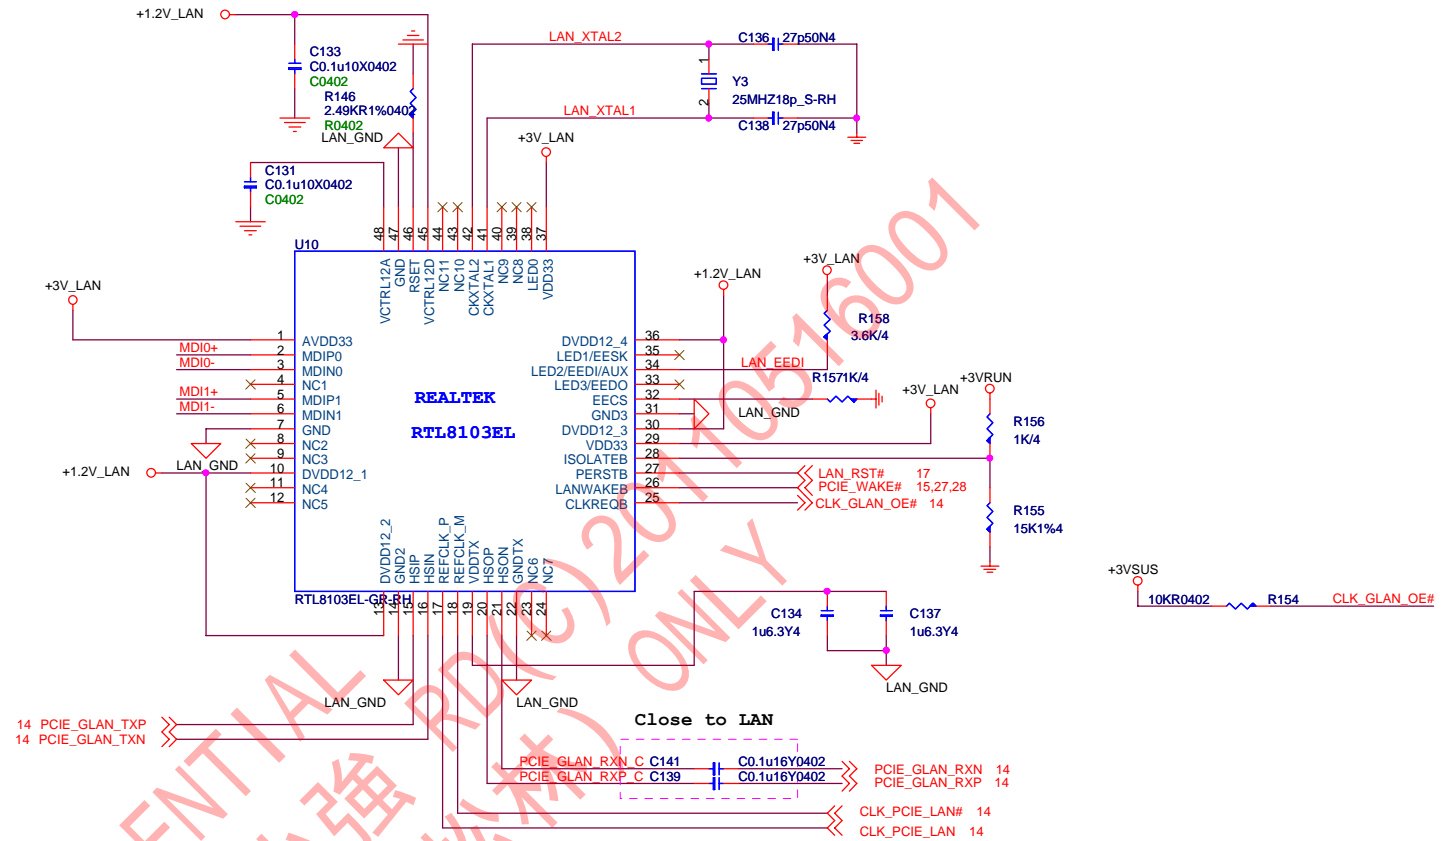 +1.2V_LAN
C133
C0.1u10X0402
C0402
R146
2.49KR1%0402
R0402
LAN_GND
C131
C0.1u10X0402
C0402
LAN_XTAL2
C136
27p50N4
1
Y3
25MHZ18p_S-RH
2
LAN_XTAL1
C138
27p50N4
+3V_LAN
U10
48 47 46 45 44 43 42 41 40 39 38 37
VCTRL12A
GND
RSET
VCTRL12D
NC11
NC10
CKXTAL2
CKXTAL1
NC9
NC8
LED0
VDD33
+3V_LAN
1 AVDD33
MDI0+ 2 MDIP0
MDI0- 3 MDIN0
4 NC1
MDI1+ 5 MDIP1
MDI1- 6 MDIN1
7 GND
8 NC2
9 NC3
LAN_GND
+1.2V_LAN 10 DVDD12_1
11 NC4
12 NC5
REALTEK
RTL8103EL
DVDD12_4 36
LED1/EESK 35
LED2/EEDI/AUX 34
LED3/EEDO 33
EECS 32
GND3 31
DVDD12_3 30
VDD33 29
ISOLATEB 28
PERSTB 27
LANWAKEB 26
CLKREQB 25
+1.2V_LAN
+3V_LAN
R158
3.6K/4
LAN_EEDI
R1571K/4
LAN_GND
+3V_LAN
+3VRUN
R156
1K/4
LAN_RST# 17
PCIE_WAKE# 15,27,28
CLK_GLAN_OE# 14
R155
15K1%4
DVDD12_2
GND2
HSIP
HSIN
REFCLK_P
REFCLK_M
VDDTX
HSOP
HSON
GNDTX
NC6
NC7
RTL8103EL-GR-RH
13 14 15 16 17 18 19 20 21 22 23 24
+3VSUS
10KR0402
R154
CLK_GLAN_OE#
C134
1u6.3Y4
C137
1u6.3Y4
LAN_GND
LAN_GND
LAN_GND
14 PCIE_GLAN_TXP
14 PCIE_GLAN_TXN
Close to LAN
PCIE_GLAN_RXN_C C141 C0.1u16Y0402 PCIE_GLAN_RXN 14
PCIE_GLAN_RXP_C C139 C0.1u16Y0402 PCIE_GLAN_RXP 14
CLK_PCIE_LAN# 14
CLK_PCIE_LAN 14
ENTIAL
強 RD(C)20110516001
林) ONLY